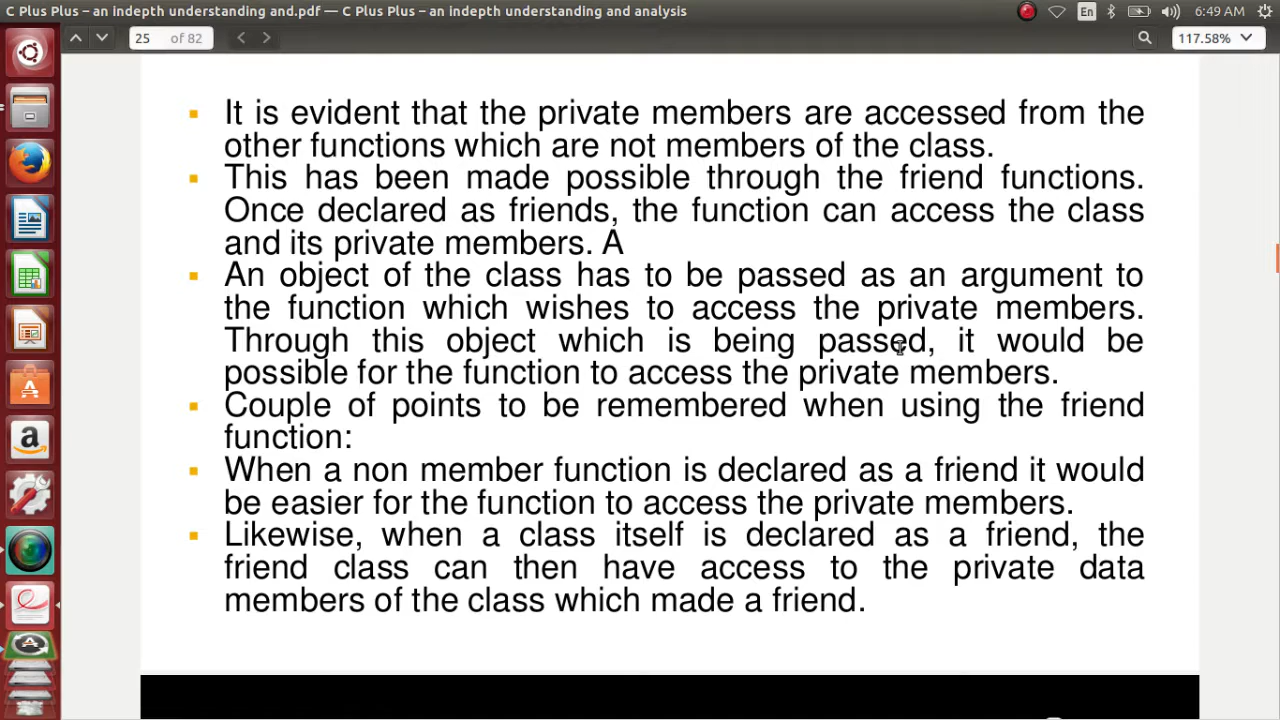 C Plus Plus – an indepth understanding and.pdf — C Plus Plus – an indepth understanding and analysis
En
6:49 AM
25 of 82
117.58%
▪ It is evident that the private members are accessed from the
other functions which are not members of the class.
▪ This has been made possible through the friend functions.
Once declared as friends, the function can access the class
and its private members. A
▪ An object of the class has to be passed as an argument to
the function which wishes to access the private members.
Through this object which is being passed, it would be
possible for the function to access the private members.
▪ Couple of points to be remembered when using the friend
function:
▪ When a non member function is declared as a friend it would
be easier for the function to access the private members.
▪ Likewise, when a class itself is declared as a friend, the
friend class can then have access to the private data
members of the class which made a friend.